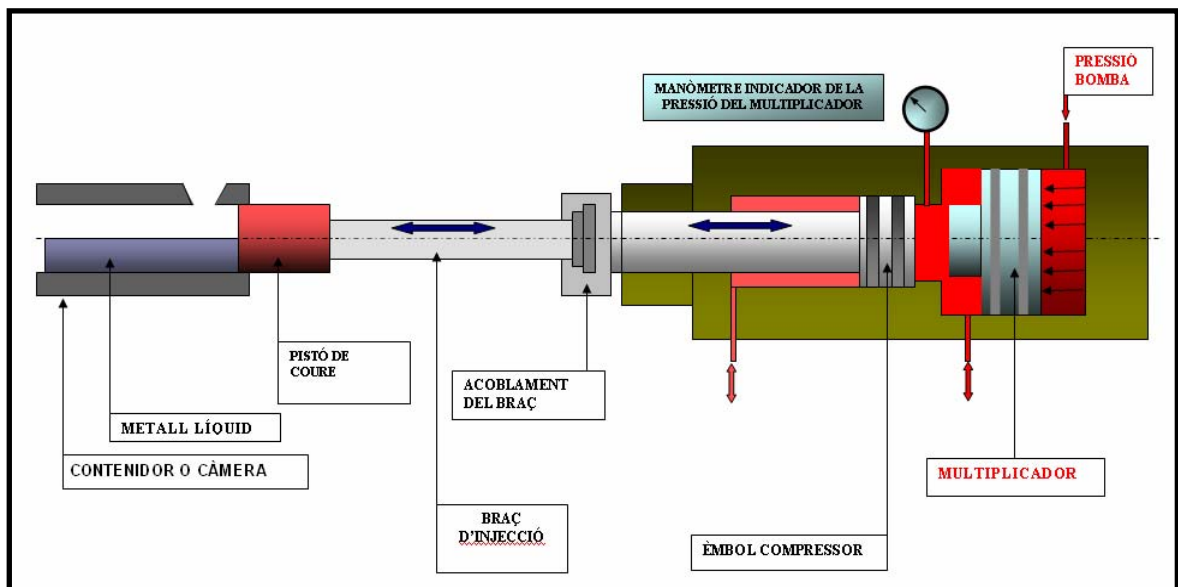 MANÒMETRE INDICADOR DE LA
PRESSIÓ DEL MULTIPLICADOR
PRESSIÓ
BOMBA
PISTÓ DE
COURE
ACOBLAMENT
DEL BRAÇ
METALL LÍQUID
CONTENIDOR O CÀMERA
MULTIPLICADOR
BRAÇ
D'INJECCIÓ
ÈMBOL COMPRESSOR